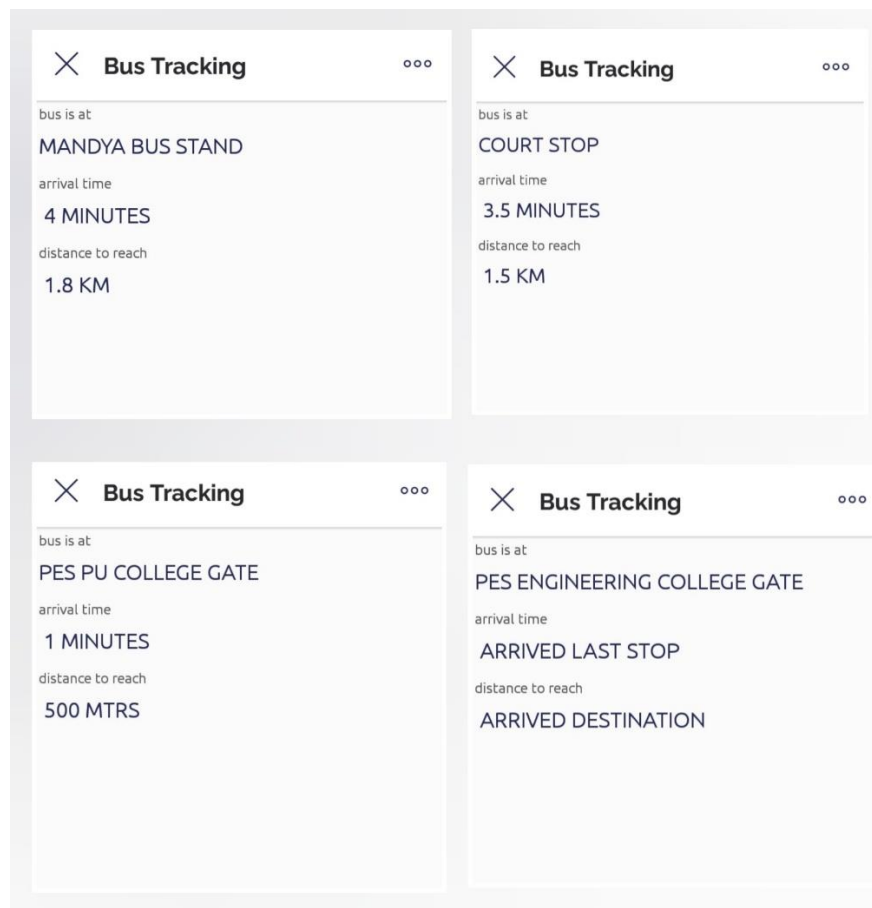 Bus Tracking
bus is at
MANDYA BUS STAND
arrival time
4 MINUTES
distance to reach
1.8 KM
Bus Tracking
bus is at
COURT STOP
arrival time
3.5 MINUTES
distance to reach
1.5 KM
Bus Tracking
bus is at
PES PU COLLEGE GATE
arrival time
1 MINUTES
distance to reach
500 MTRS
Bus Tracking
bus is at
PES ENGINEERING COLLEGE GATE
arrival time
ARRIVED LAST STOP
distance to reach
ARRIVED DESTINATION